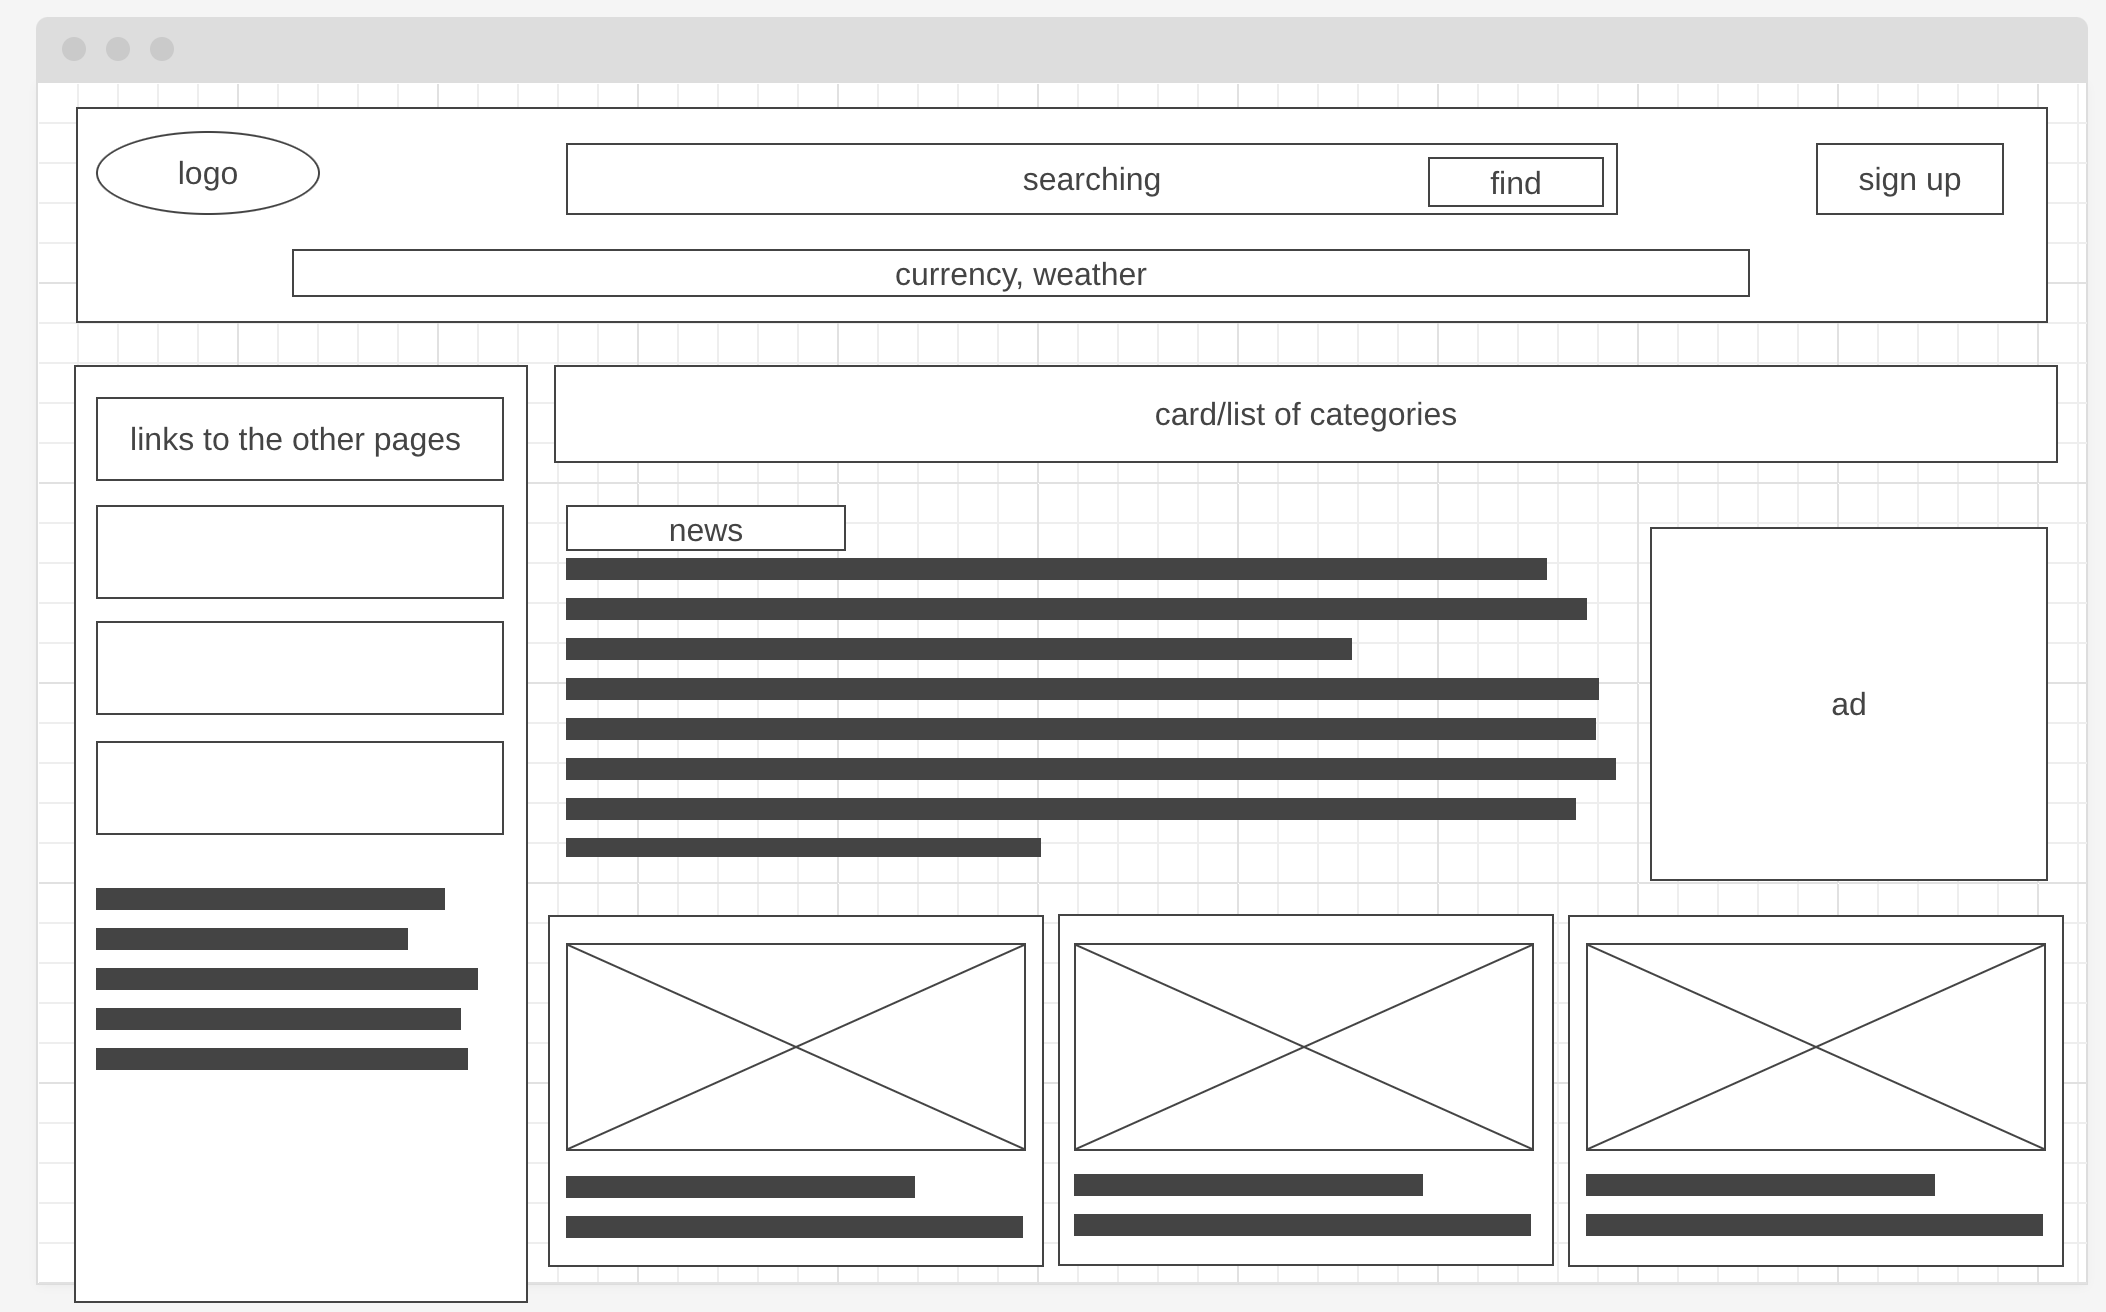 logo
searching
find
sign up
currency, weather
links to the other pages
card/list of categories
news
ad